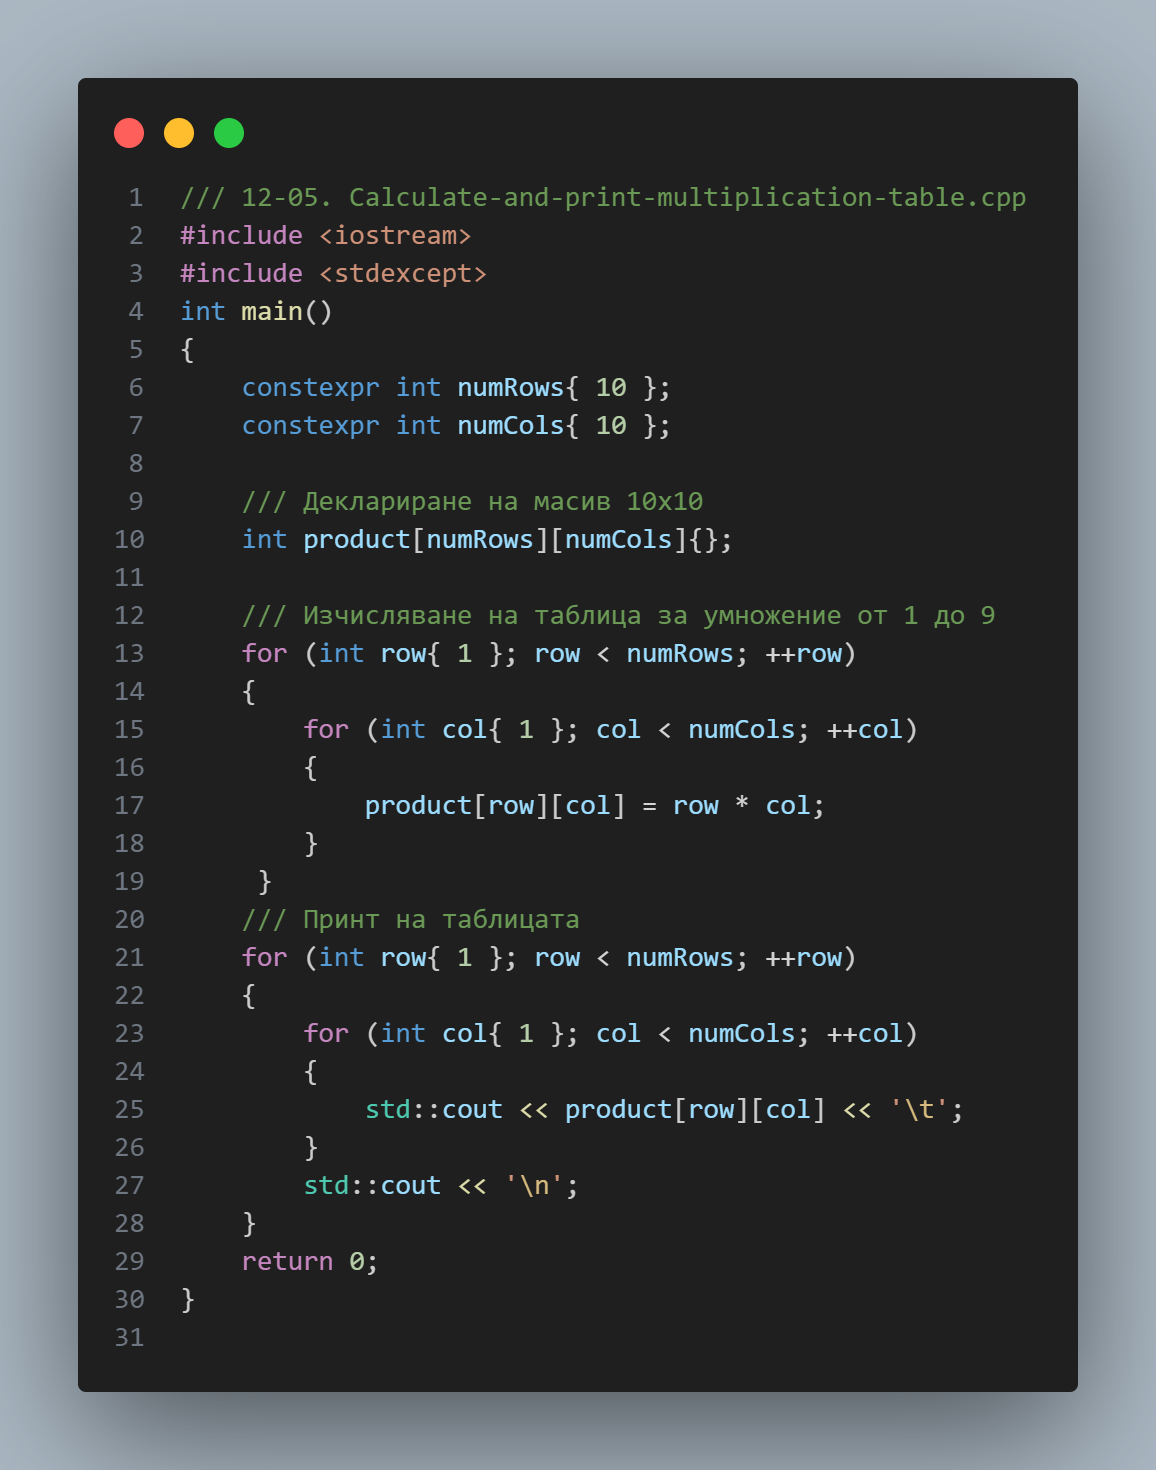 1 /// 12-05. Calculate-and-print-multiplication-table.cpp
2 #include <iostream>
3 #include <stdexcept>
4 int main()
5 {
6     constexpr int numRows{ 10 };
7     constexpr int numCols{ 10 };
8
9     /// Деклариране на масив 10x10
10     int product[numRows][numCols]{};
11
12     /// Изчисляване на таблица за умножение от 1 до 9
13     for (int row{ 1 }; row < numRows; ++row)
14     {
15         for (int col{ 1 }; col < numCols; ++col)
16         {
17             product[row][col] = row * col;
18         }
19      }
20     /// Принт на таблицата
21     for (int row{ 1 }; row < numRows; ++row)
22     {
23         for (int col{ 1 }; col < numCols; ++col)
24         {
25             std::cout << product[row][col] << '\t';
26         }
27         std::cout << '\n';
28     }
29     return 0;
30 }
31